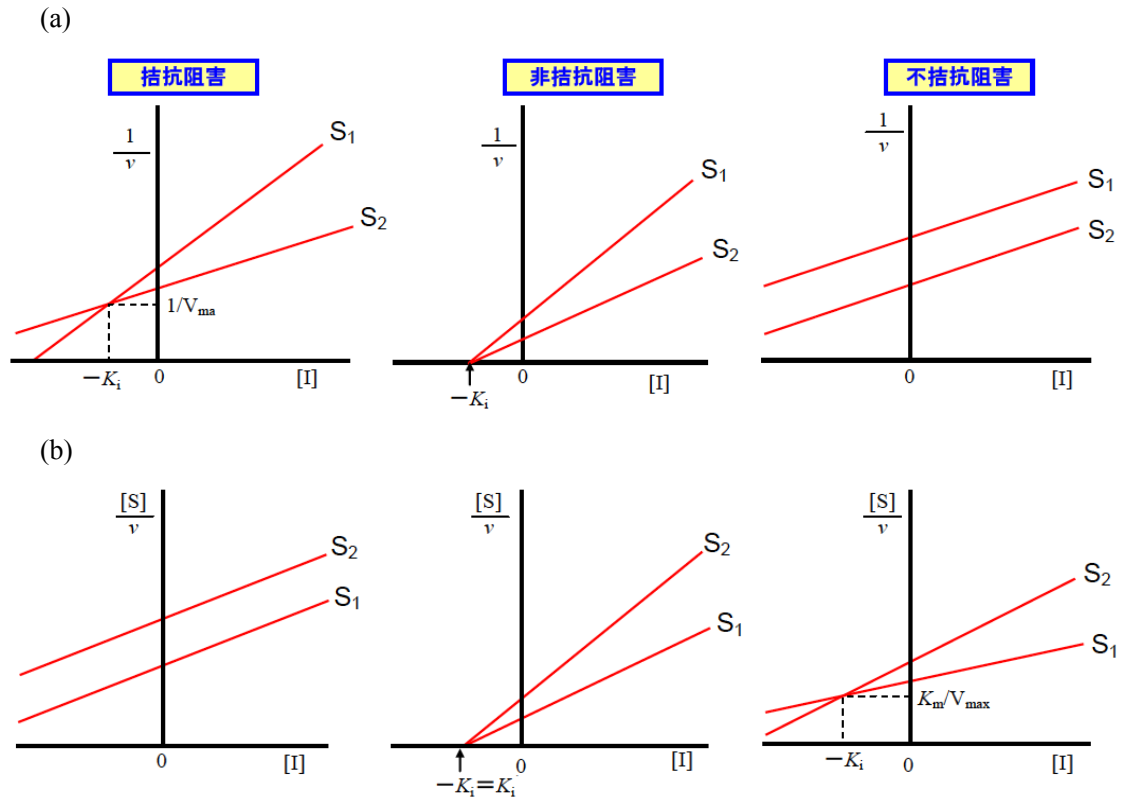 (a)
拮抗阻害
1/v
S1
S2
1/Vma
−Ki
0
[I]
非拮抗阻害
1/v
S1
S2
0
[I]
−Ki
不拮抗阻害
1/v
S1
S2
0
[I]
(b)
[S]/v
S2
S1
0
[I]
[S]/v
S2
S1
0
[I]
−Ki=Ki
[S]/v
S2
S1
Km/Vmax
−Ki
0
[I]